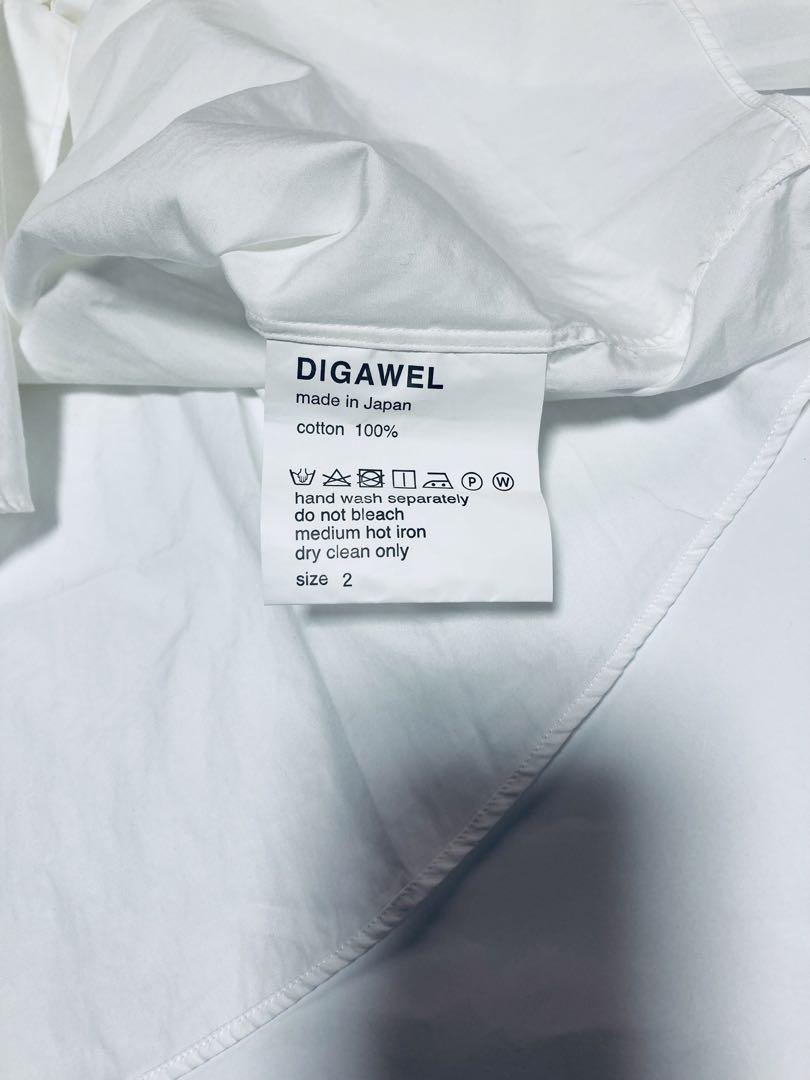 DIGAWEL
made in Japan
cotton 100%
P W
hand wash separately
do not bleach
medium hot iron
dry clean only
size 2